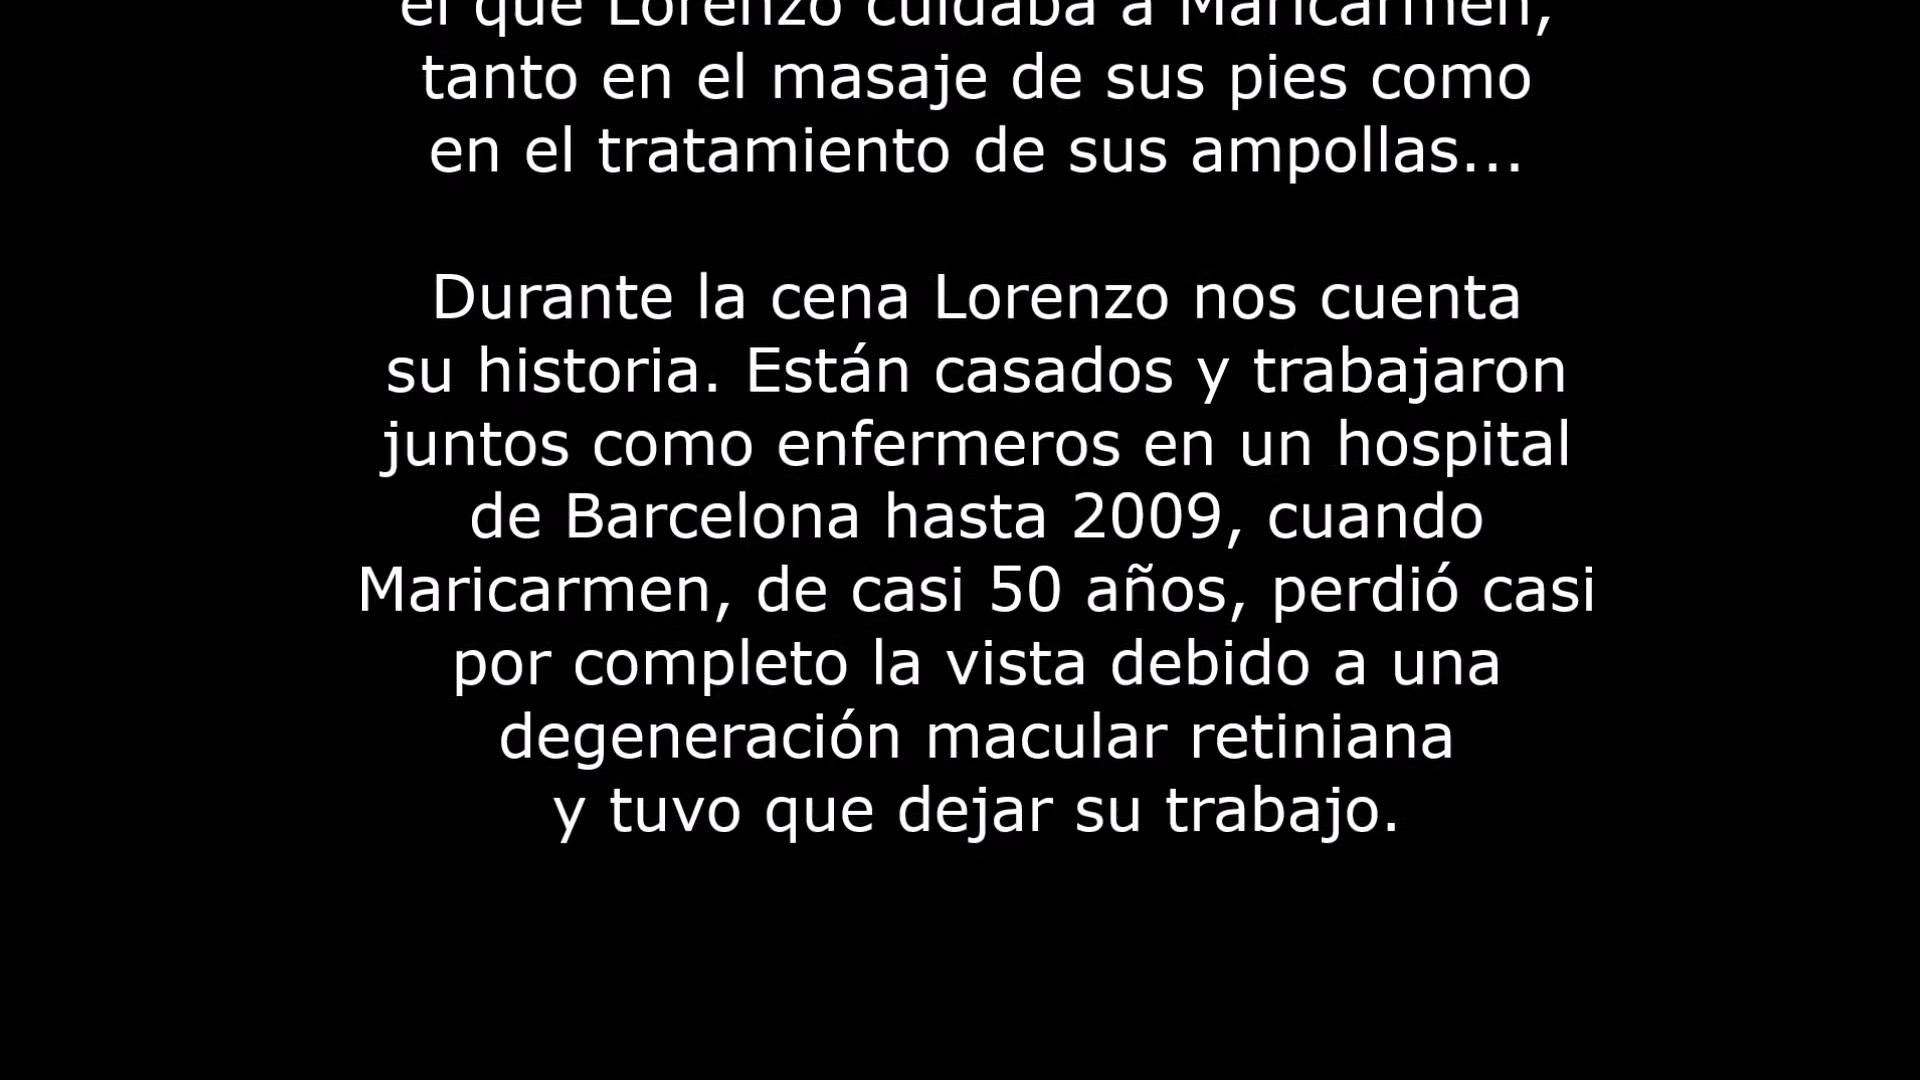 el que Lorenzo cuidaba a Maricarmen,
tanto en el masaje de sus pies como
en el tratamiento de sus ampollas...
Durante la cena Lorenzo nos cuenta
su historia. Están casados y trabajaron
juntos como enfermeros en un hospital
de Barcelona hasta 2009, cuando
Maricarmen, de casi 50 años, perdió casi
por completo la vista debido a una
degeneración macular retiniana
y tuvo que dejar su trabajo.